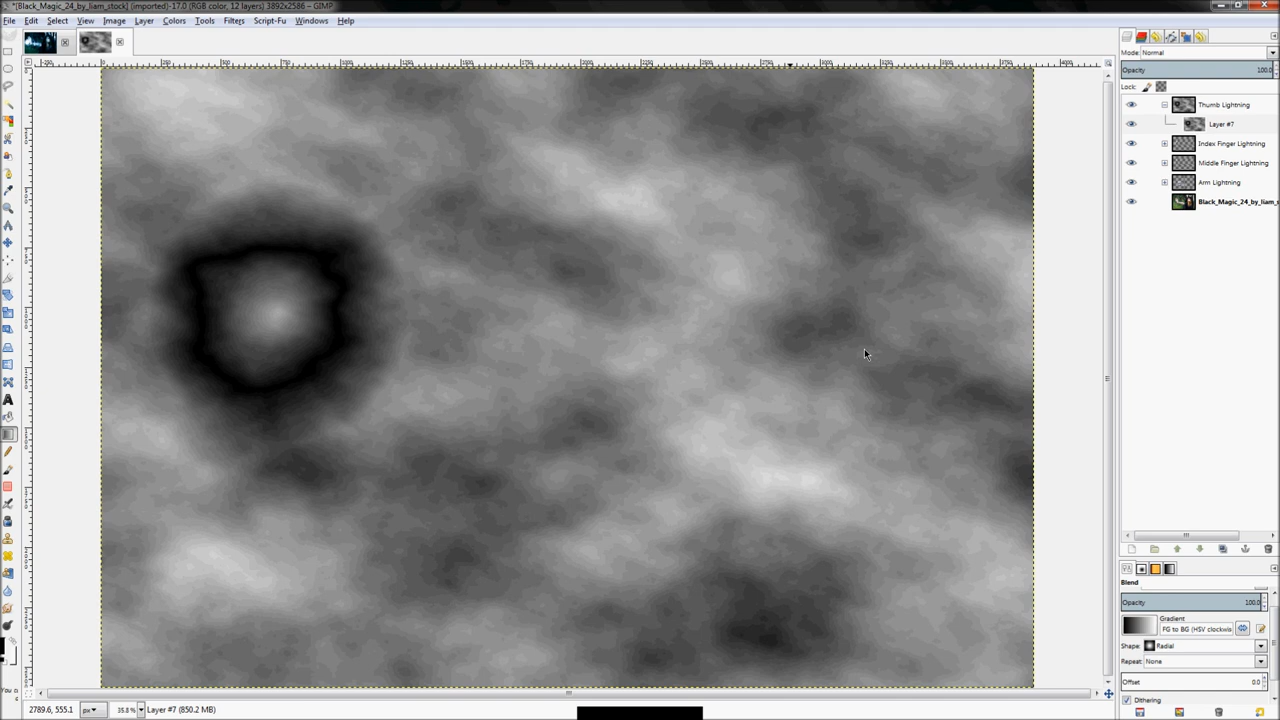 *[Black_Magic_24_by_liam_stock] (imported)-17.0 (RGB color, 12 layers) 3892x2586 – GIMP
File Edit Select View Image Layer Colors Tools Filters Script-Fu Windows Help
Mode: Normal
Opacity 100.0
Lock:
Thumb Lightning
Layer #7
Index Finger Lightning
Middle Finger Lightning
Arm Lightning
Black_Magic_24_by_liam_s
Blend
Opacity 100.0
Gradient
FG to BG (HSV clockwis
Shape: Radial
Repeat: None
Offset 0.0
Dithering
You n
2789.6, 555.1 px 35.8 % Layer #7 (850.2 MB)